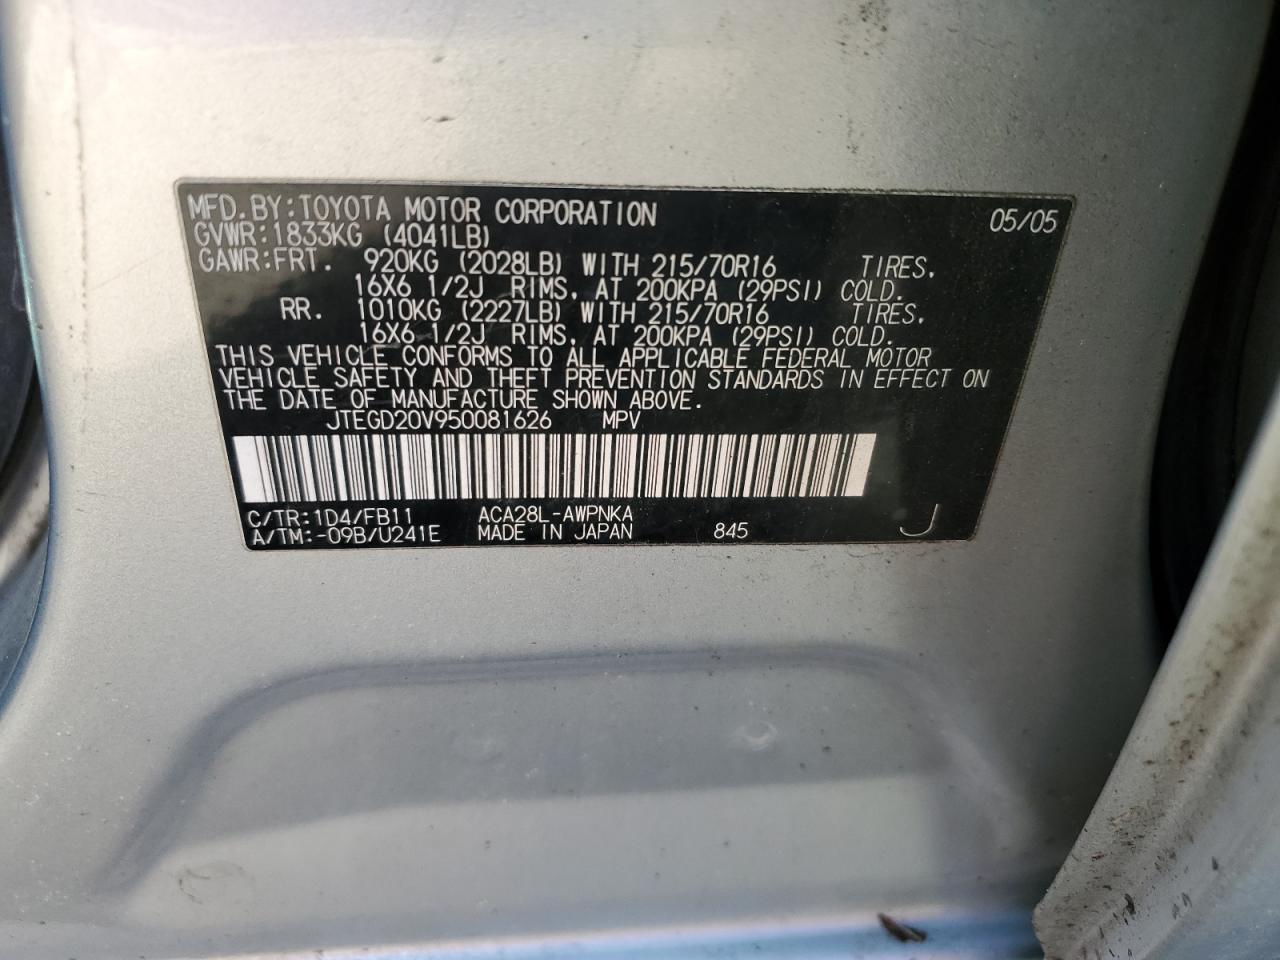 MFD.BY:TOYOTA MOTOR CORPORATION 05/05
GVWR:1833KG (4041LB)
GAWR:FRT. 920KG (2028LB) WITH 215/70R16 TIRES,
16X6 1/2J RIMS, AT 200KPA (29PSI) COLD.
RR. 1010KG (2227LB) WITH 215/70R16 TIRES,
16X6 1/2J RIMS, AT 200KPA (29PSI) COLD.
THIS VEHICLE CONFORMS TO ALL APPLICABLE FEDERAL MOTOR
VEHICLE SAFETY AND THEFT PREVENTION STANDARDS IN EFFECT ON
THE DATE OF MANUFACTURE SHOWN ABOVE.
JTEGD20V950081626 MPV
C/TR:1D4/FB11 ACA28L-AWPNKA
A/TM:-09B/U241E MADE IN JAPAN 845 J